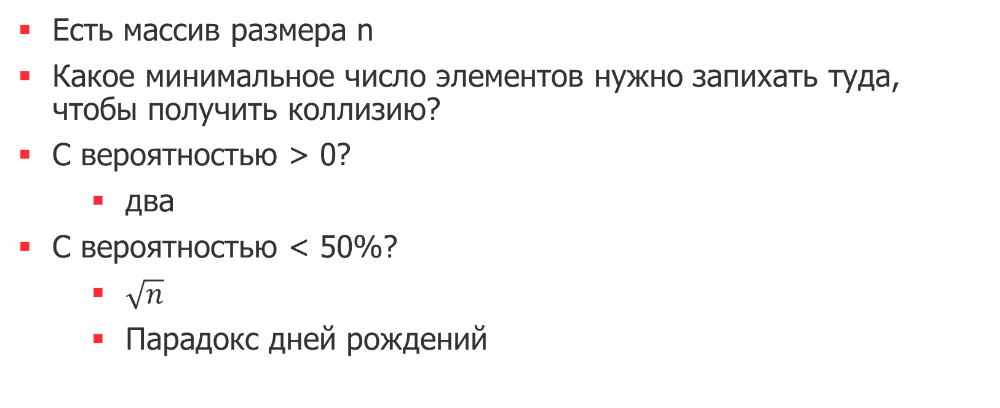 Есть массив размера n
Какое минимальное число элементов нужно запихать туда,
чтобы получить коллизию?
С вероятностью > 0?
два
С вероятностью < 50%?
√n
Парадокс дней рождений